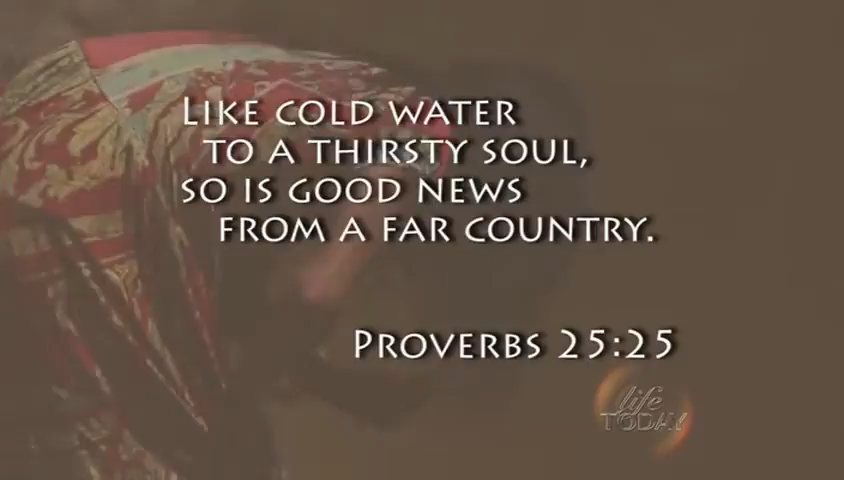 Like cold water
to a thirsty soul,
so is good news
from a far country.
Proverbs 25:25
life
TODAY